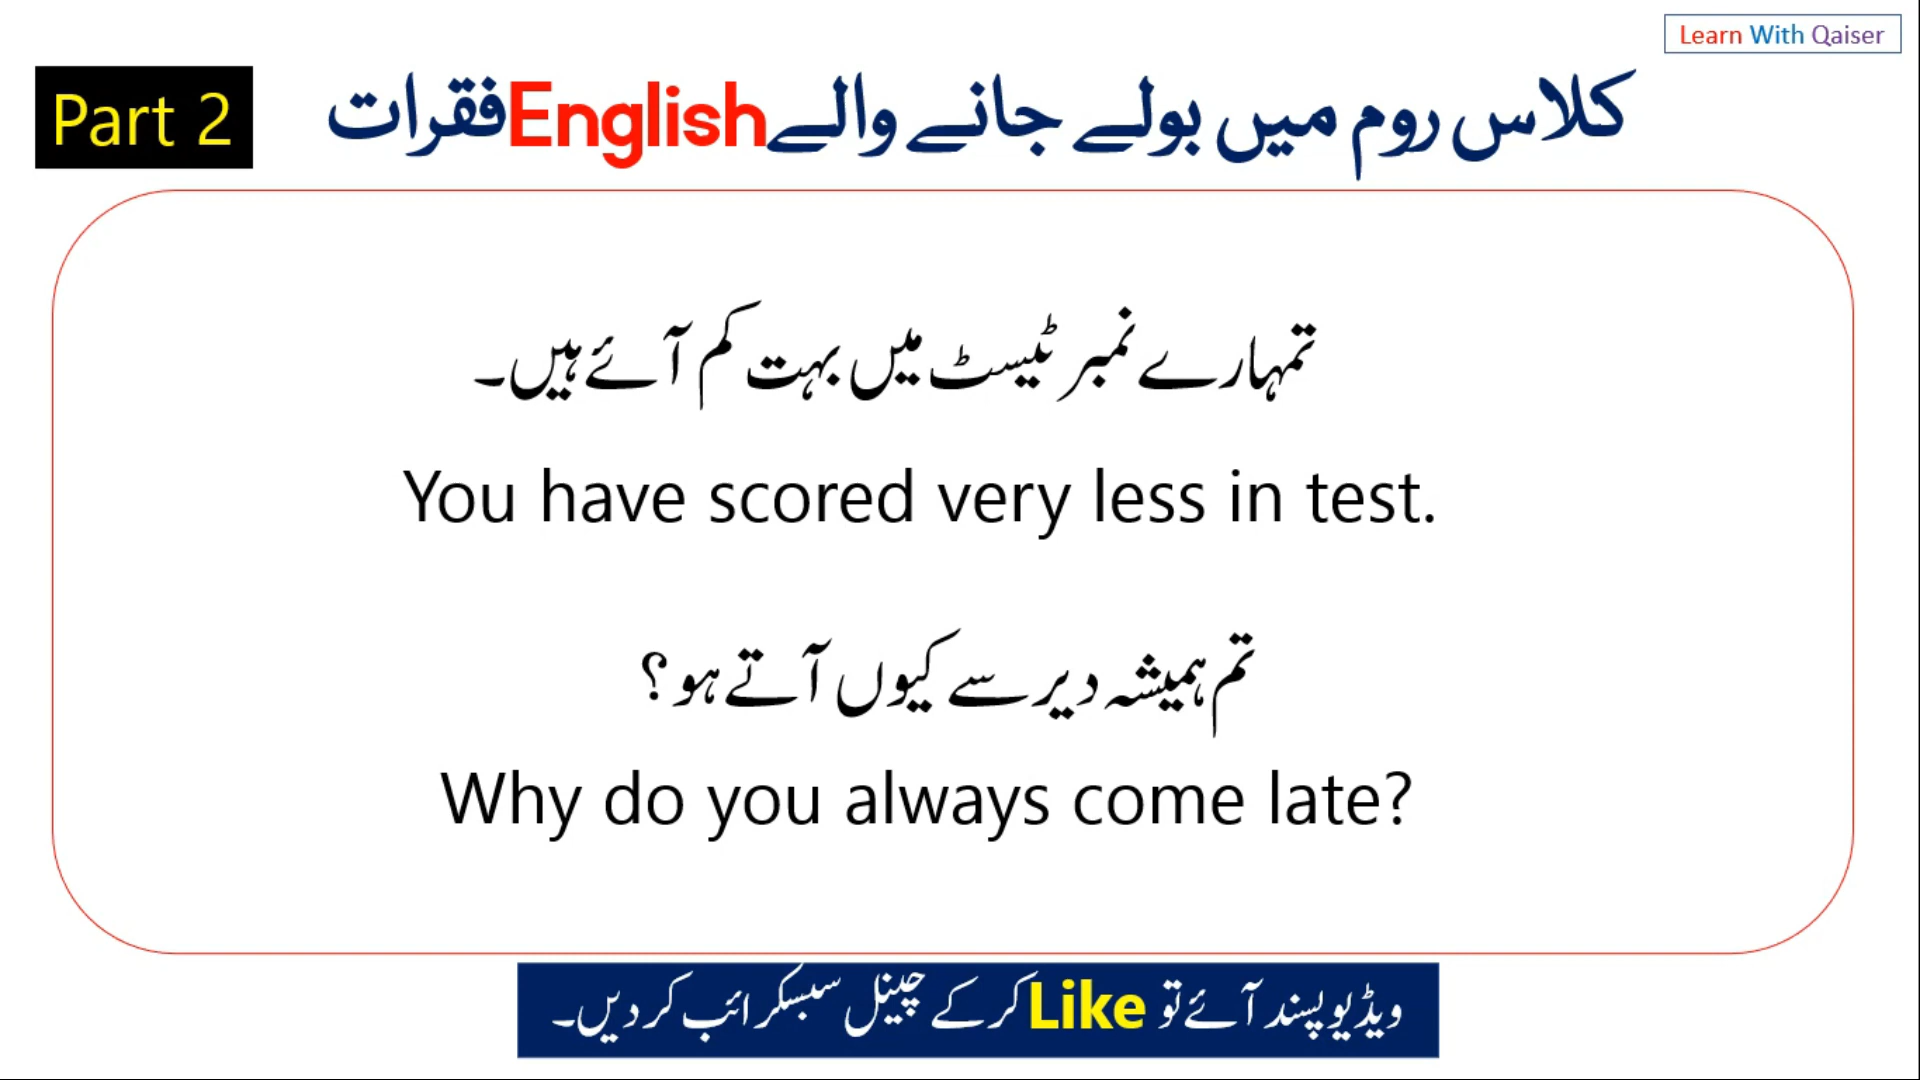 Learn With Qaiser
Part 2
کلاس روم میں بولے جانے والے English فقرات
تمہارے نمبر ٹیسٹ میں بہت کم آئے ہیں۔
You have scored very less in test.
تم ہمیشہ دیر سے کیوں آتے ہو؟
Why do you always come late?
ویڈیو پسند آئے تو Like کر کے چینل سبسکرائب کر دیں۔